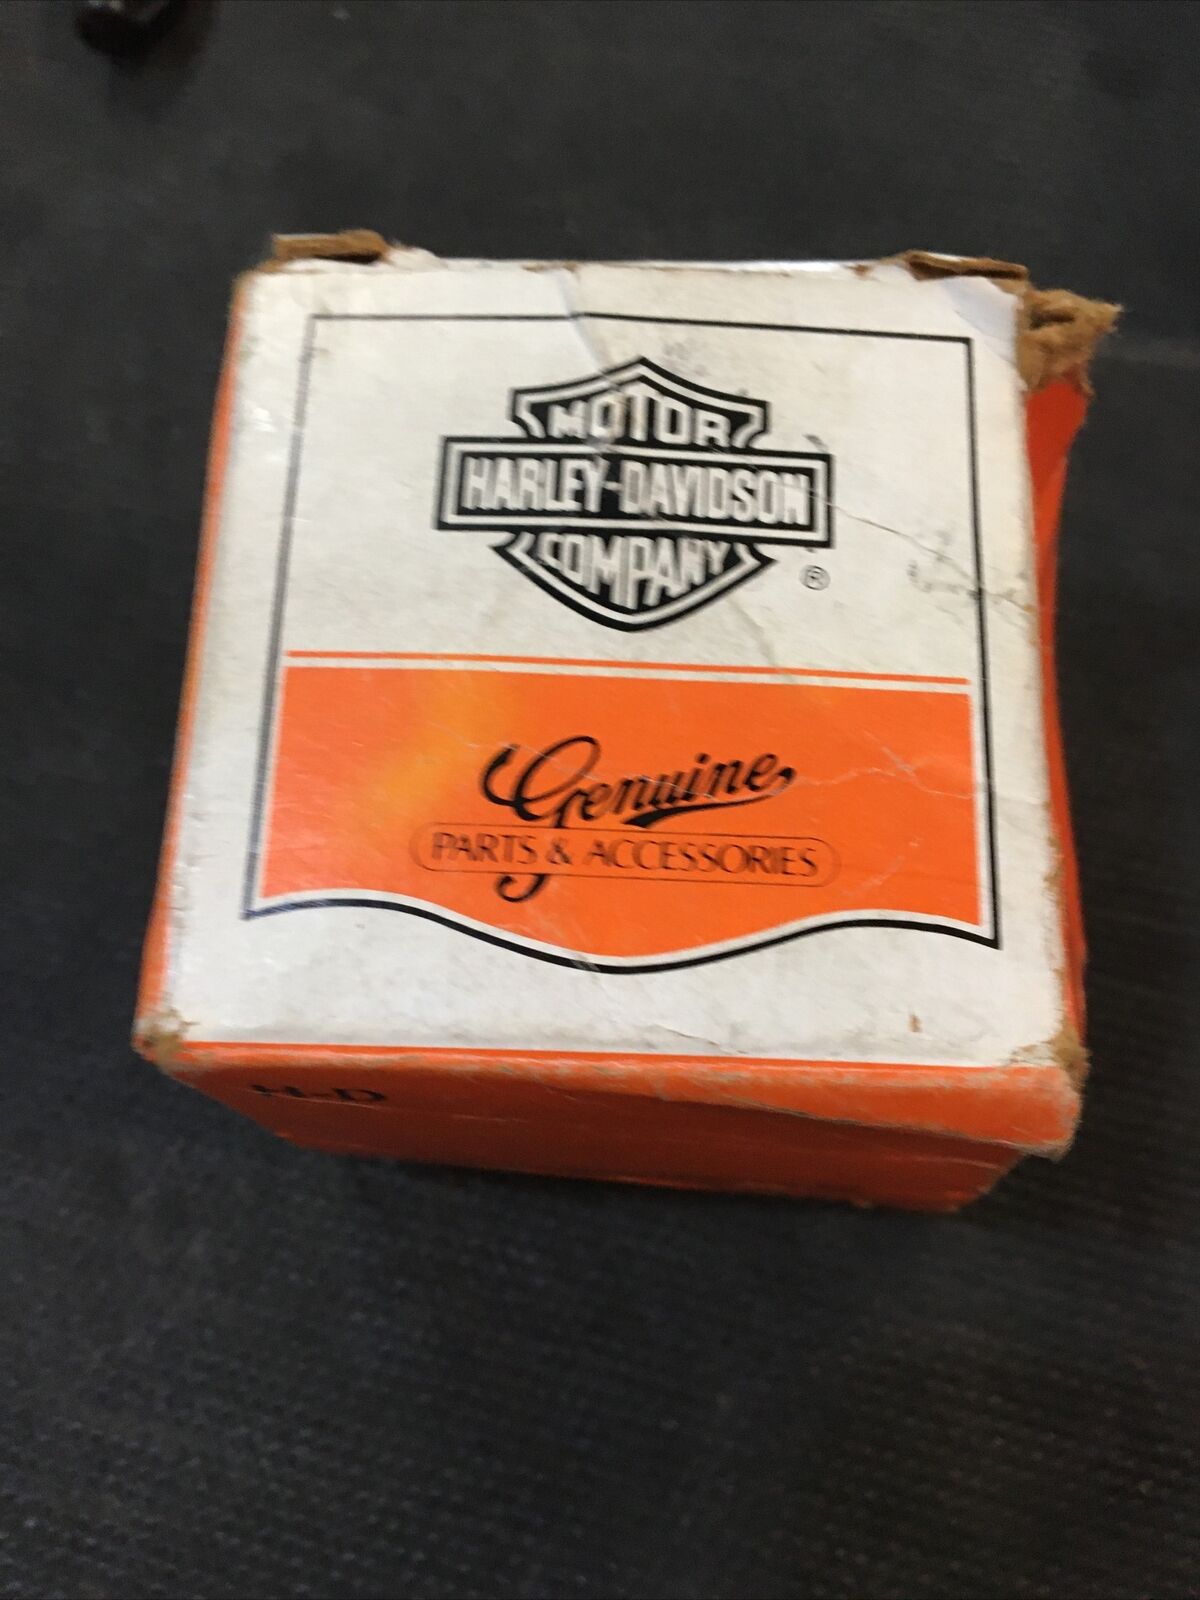 MOTOR
HARLEY-DAVIDSON
COMPANY
®
Genuine
PARTS & ACCESSORIES
H-D